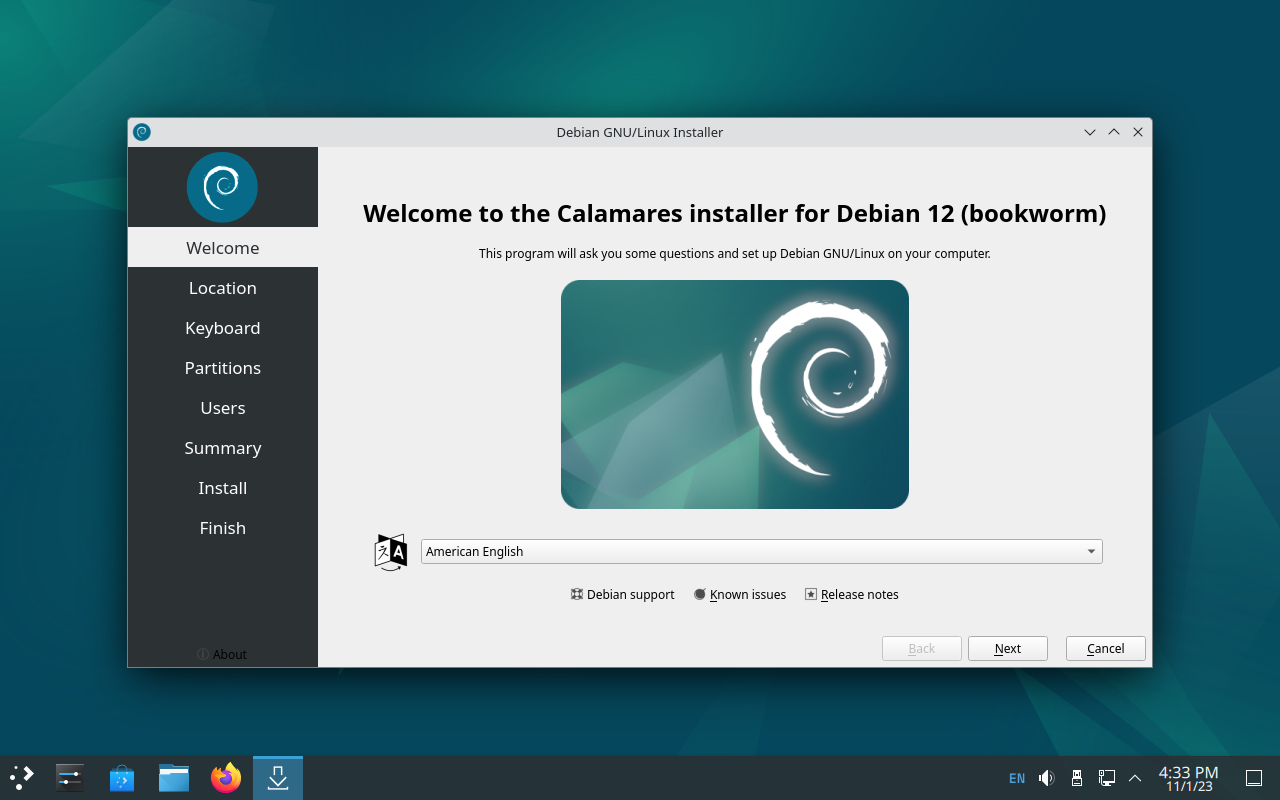 Debian GNU/Linux Installer
Welcome
Location
Keyboard
Partitions
Users
Summary
Install
Finish
About
Welcome to the Calamares installer for Debian 12 (bookworm)
This program will ask you some questions and set up Debian GNU/Linux on your computer.
A
American English
Debian support
Known issues
Release notes
Back
Next
Cancel
EN
4:33 PM
11/1/23